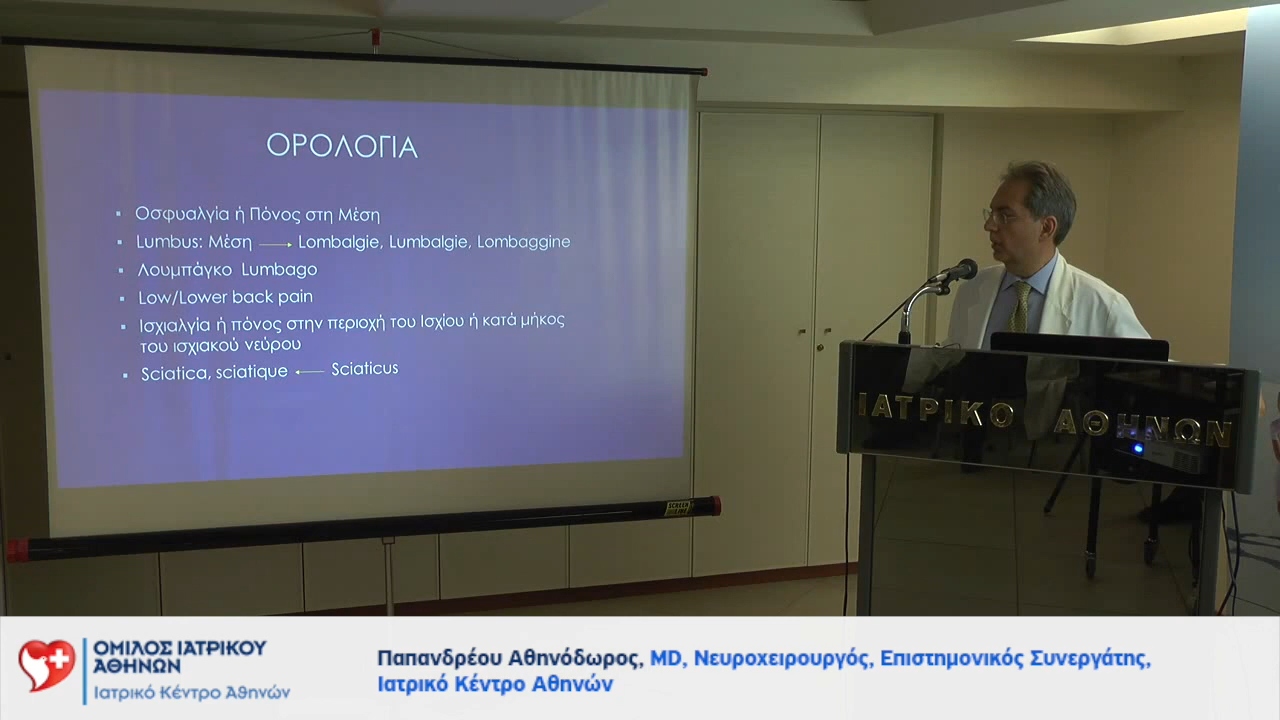 ΟΡΟΛΟΓΙΑ
▪ Οσφυαλγία ή Πόνος στη Μέση
▪ Lumbus: Μέση → Lombalgie, Lumbalgie, Lombaggine
▪ Λουμπάγκο Lumbago
▪ Low/Lower back pain
▪ Ισχιαλγία ή πόνος στην περιοχή του Ισχίου ή κατά μήκος
του ισχιακού νεύρου
▪ Sciatica, sciatique ← Sciaticus
SCREEN
LINE
ΙΑΤΡΙΚΟ ΑΘΗΝΩΝ
ΟΜΙΛΟΣ ΙΑΤΡΙΚΟΥ
ΑΘΗΝΩΝ
Ιατρικό Κέντρο Αθηνών
Παπανδρέου Αθηνόδωρος, MD, Νευροχειρουργός, Επιστημονικός Συνεργάτης,
Ιατρικό Κέντρο Αθηνών